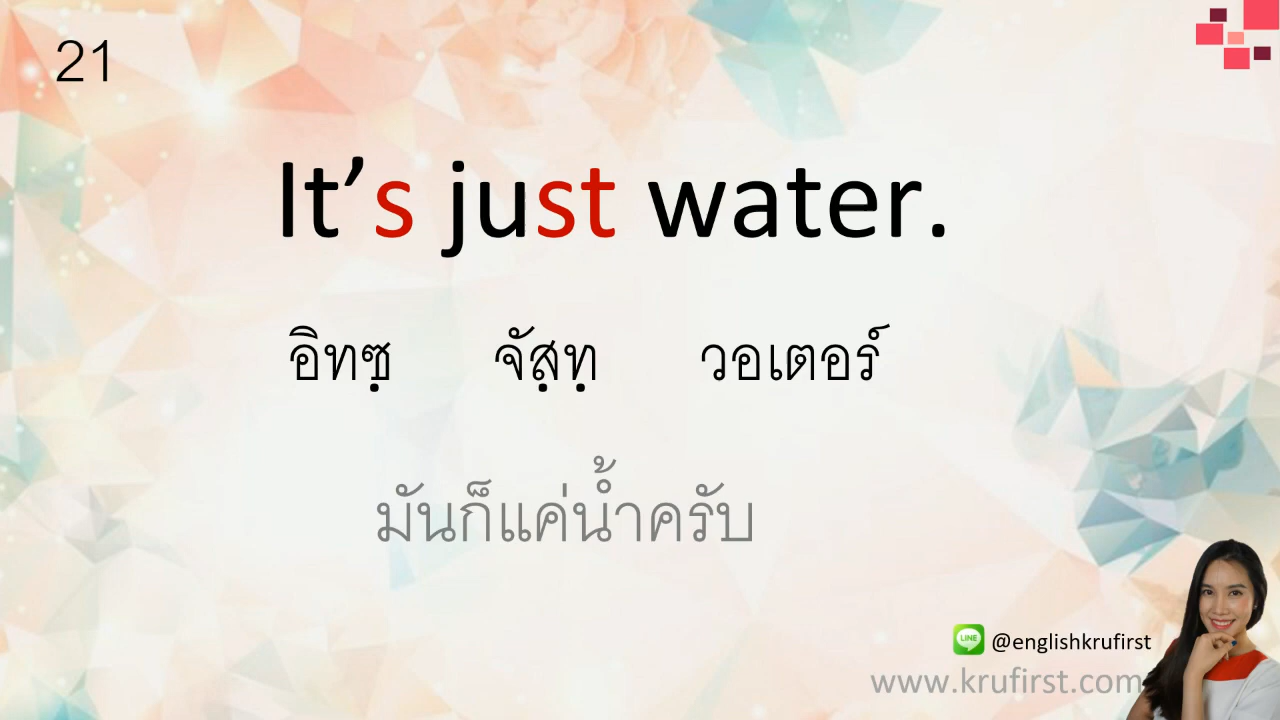 21
It’s just water.
อิทซฺ จัสฺทฺ วอเตอร์
มันก็แค่น้ำครับ
LINE @englishkrufirst
www.krufirst.com